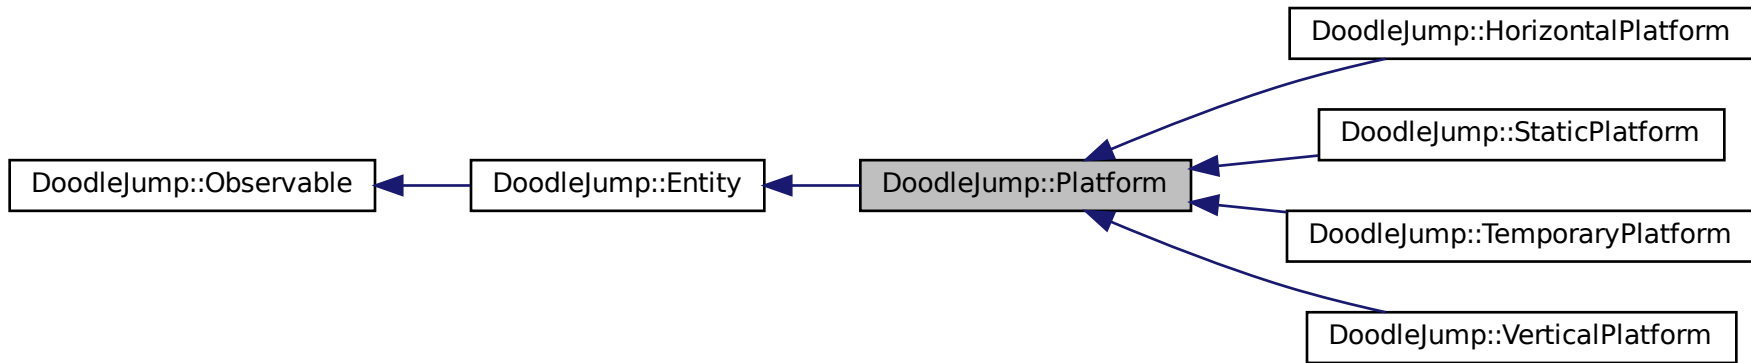 DoodleJump::HorizontalPlatform
DoodleJump::StaticPlatform
DoodleJump::Observable
DoodleJump::Entity
DoodleJump::Platform
DoodleJump::TemporaryPlatform
DoodleJump::VerticalPlatform